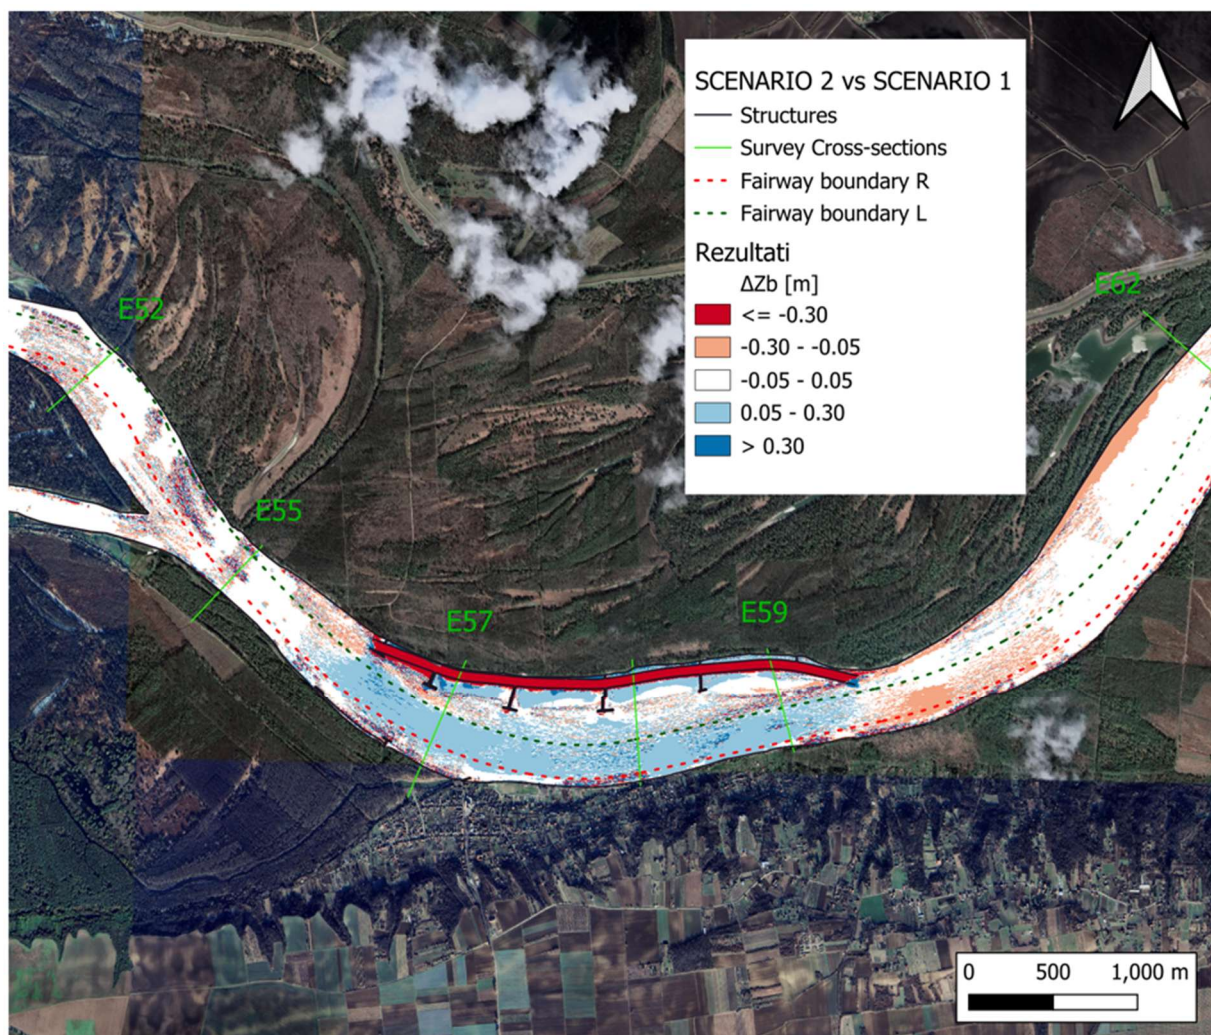 SCENARIO 2 vs SCENARIO 1
Structures
Survey Cross-sections
Fairway boundary R
Fairway boundary L
Rezultati
ΔZb [m]
<= -0.30
-0.30 - -0.05
-0.05 - 0.05
0.05 - 0.30
> 0.30
E62
E52
E55
E57
E59
0 500 1,000 m